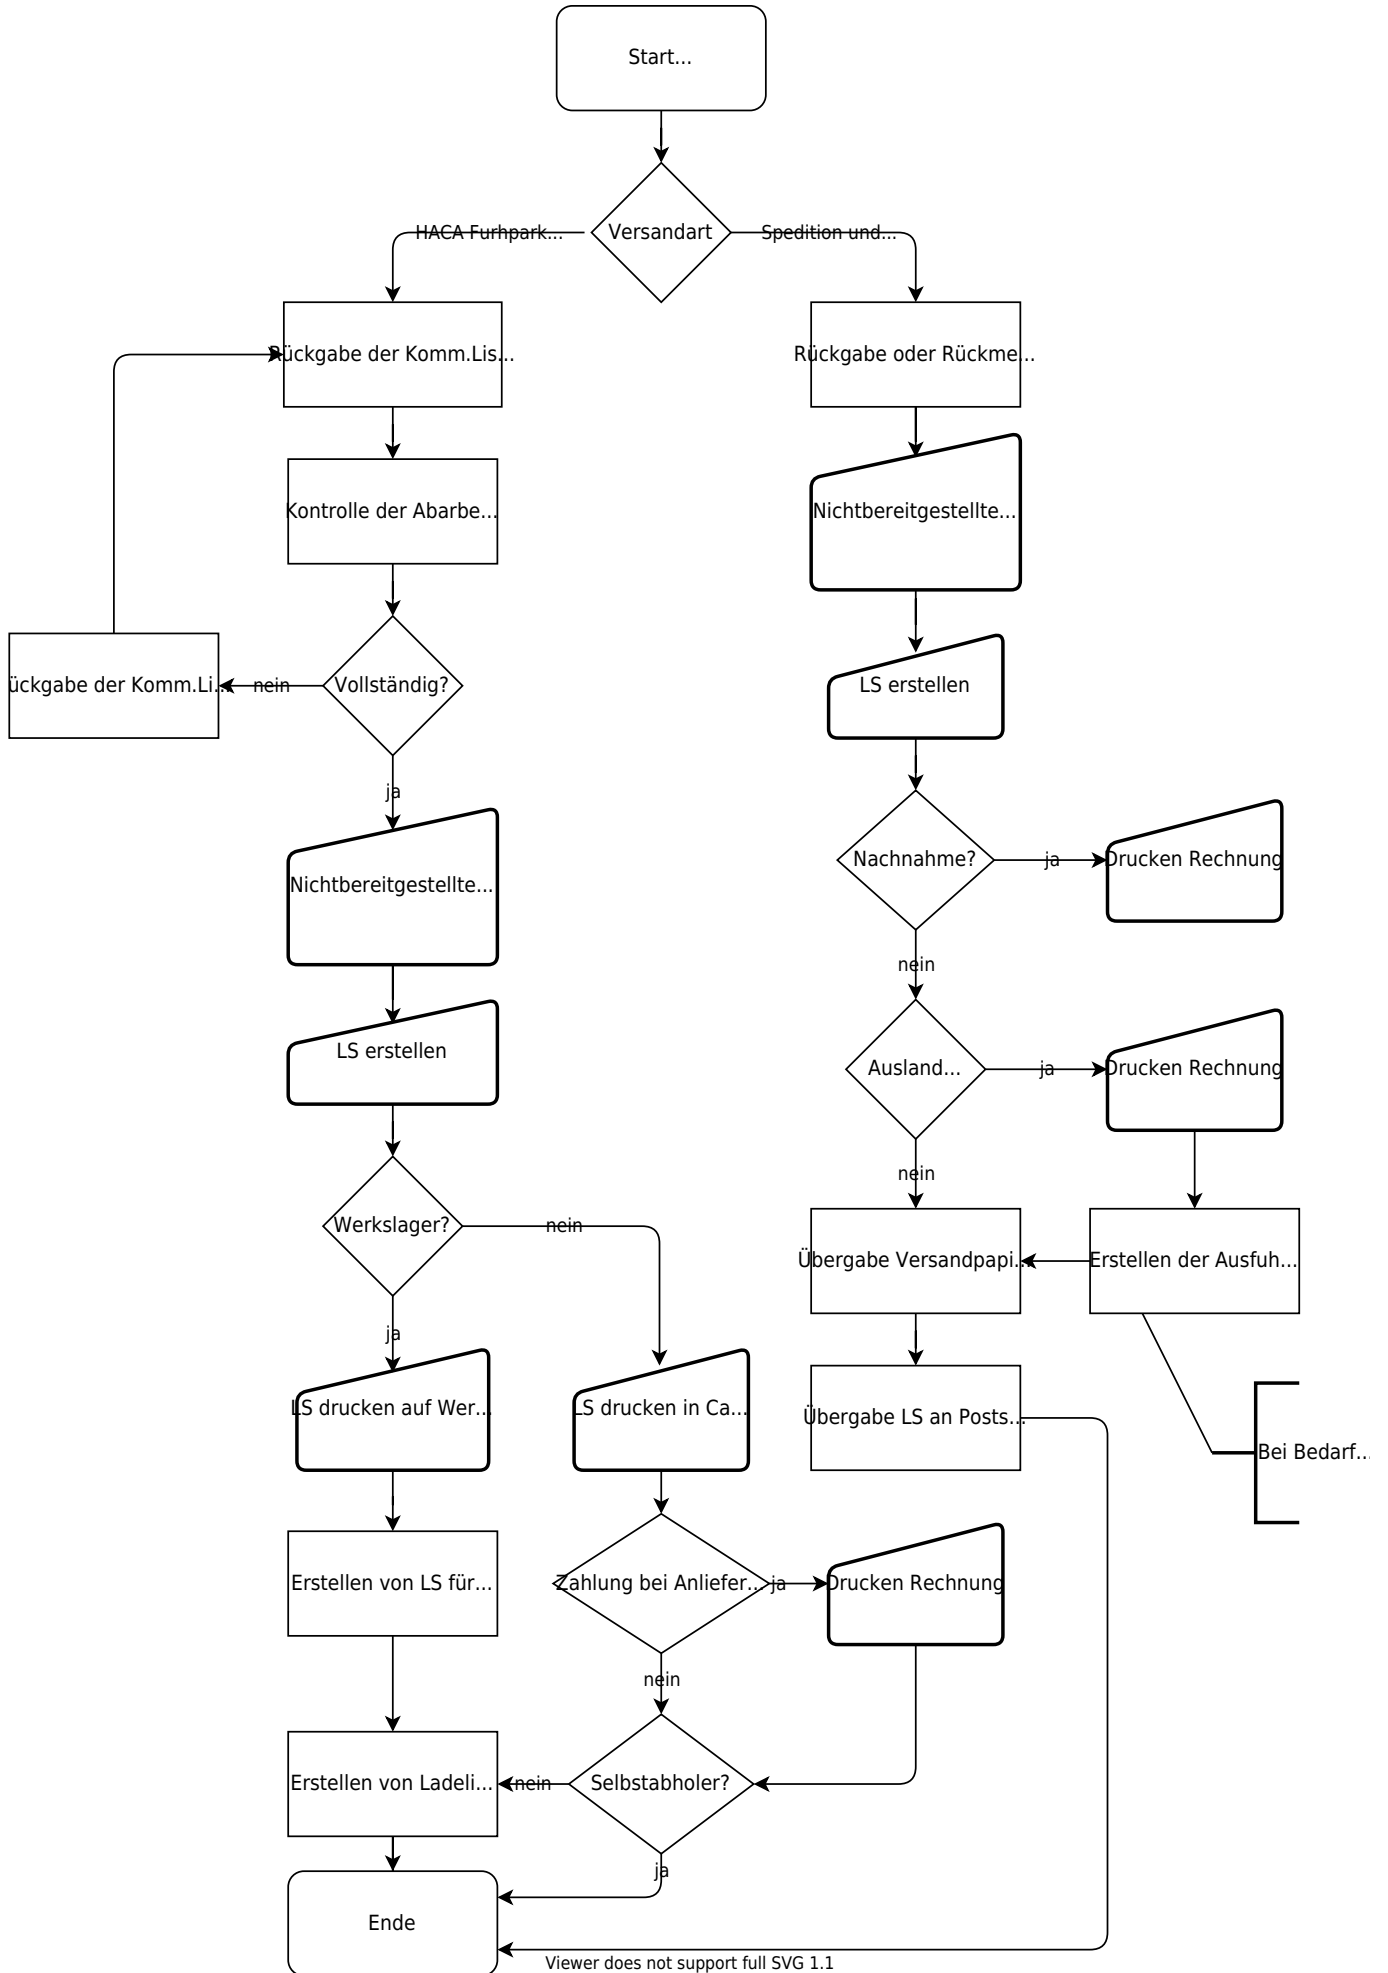 Start...
Versandart
HACA Furhpark...
Spedition und...
Rückgabe der Komm.Lis...
Rückgabe oder Rückme...
Kontrolle der Abarbe...
Nichtbereitgestellte...
Vollständig?
nein
ückgabe der Komm.Li...
LS erstellen
ja
Nichtbereitgestellte...
Nachnahme?
ja
Drucken Rechnung
nein
LS erstellen
Ausland...
ja
Drucken Rechnung
nein
Werkslager?
nein
Übergabe Versandpapi...
Erstellen der Ausfuh...
ja
LS drucken auf Wer...
LS drucken in Ca...
Übergabe LS an Posts...
Bei Bedarf...
Erstellen von LS für...
Zahlung bei Anliefer...
ja
Drucken Rechnung
nein
Erstellen von Ladeli...
nein
Selbstabholer?
ja
Ende
Viewer does not support full SVG 1.1